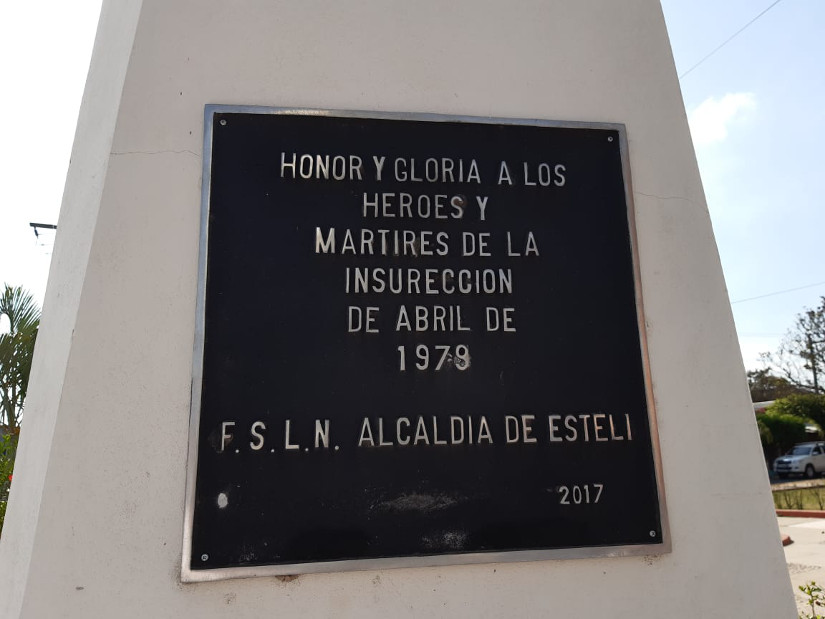 HONOR Y GLORIA A LOS
HEROES Y
MARTIRES DE LA
INSURECCION
DE ABRIL DE
1979
F.S.L.N. ALCALDIA DE ESTELI
2017